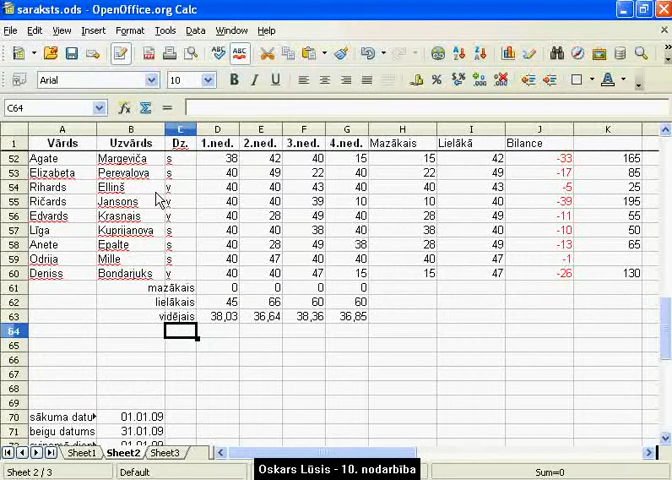 saraksts.ods - OpenOffice.org Calc
File Edit View Insert Format Tools Data Window Help
Arial 10
C64
A B C D E F G H I J K
1 Vārds Uzvārds Dz. 1.ned. 2.ned. 3.ned. 4.ned. Mazākais Lielākā Bilance
52 Agate Margeviča s 38 42 40 15 15 42 -33 165
53 Elizabeta Perevalova s 40 49 22 40 22 49 -17 85
54 Rihards Elliņš v 40 40 43 40 40 43 -5 25
55 Ričards Jansons v 40 40 39 10 10 40 -39 195
56 Edvards Krasnais v 40 28 49 40 28 49 -11 55
57 Līga Kuprijanova s 40 40 38 40 38 40 -10 50
58 Anete Epalte s 40 28 49 38 28 49 -13 65
59 Odrija Mille s 40 47 40 40 40 47 -1
60 Deniss Bondarjuks v 40 40 47 15 15 47 -26 130
61 mazākais 0 0 0 0
62 lielākais 45 66 60 60
63 vidējais 38,03 36,64 38,36 36,85
64
65
66
67
68
69
70 sākuma datu 01.01.09
71 beigu datums 31.01.09
Sheet1 Sheet2 Sheet3
Sheet 2 / 3 Default Sum=0
Oskars Lūsis - 10. nodarbība